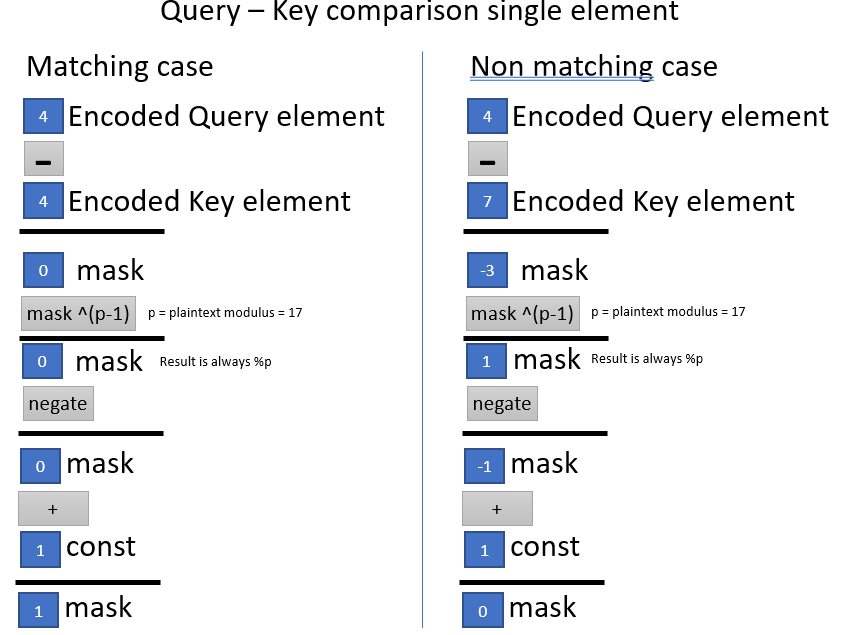 Query – Key comparison single element
Matching case
4 Encoded Query element
–
4 Encoded Key element
0 mask
mask ^(p-1) p = plaintext modulus = 17
0 mask Result is always %p
negate
0 mask
+
1 const
1 mask
Non matching case
4 Encoded Query element
–
7 Encoded Key element
-3 mask
mask ^(p-1) p = plaintext modulus = 17
1 mask Result is always %p
negate
-1 mask
+
1 const
0 mask